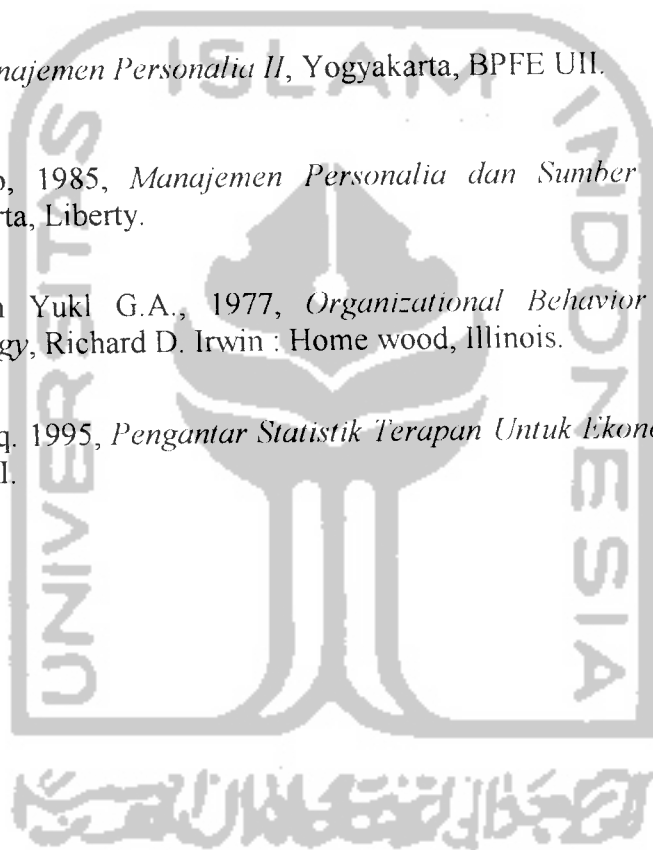 najemen Personalia II, Yogyakarta, BPFE UII.
o, 1985, Manajemen Personalia dan Sumber
rta, Liberty.
n Yukl G.A., 1977, Organizational Behavior
gy, Richard D. Irwin : Home wood, Illinois.
q. 1995, Pengantar Statistik Terapan Untuk Ekono
I.
ISLAM
UNIVERSITAS
INDONESIA